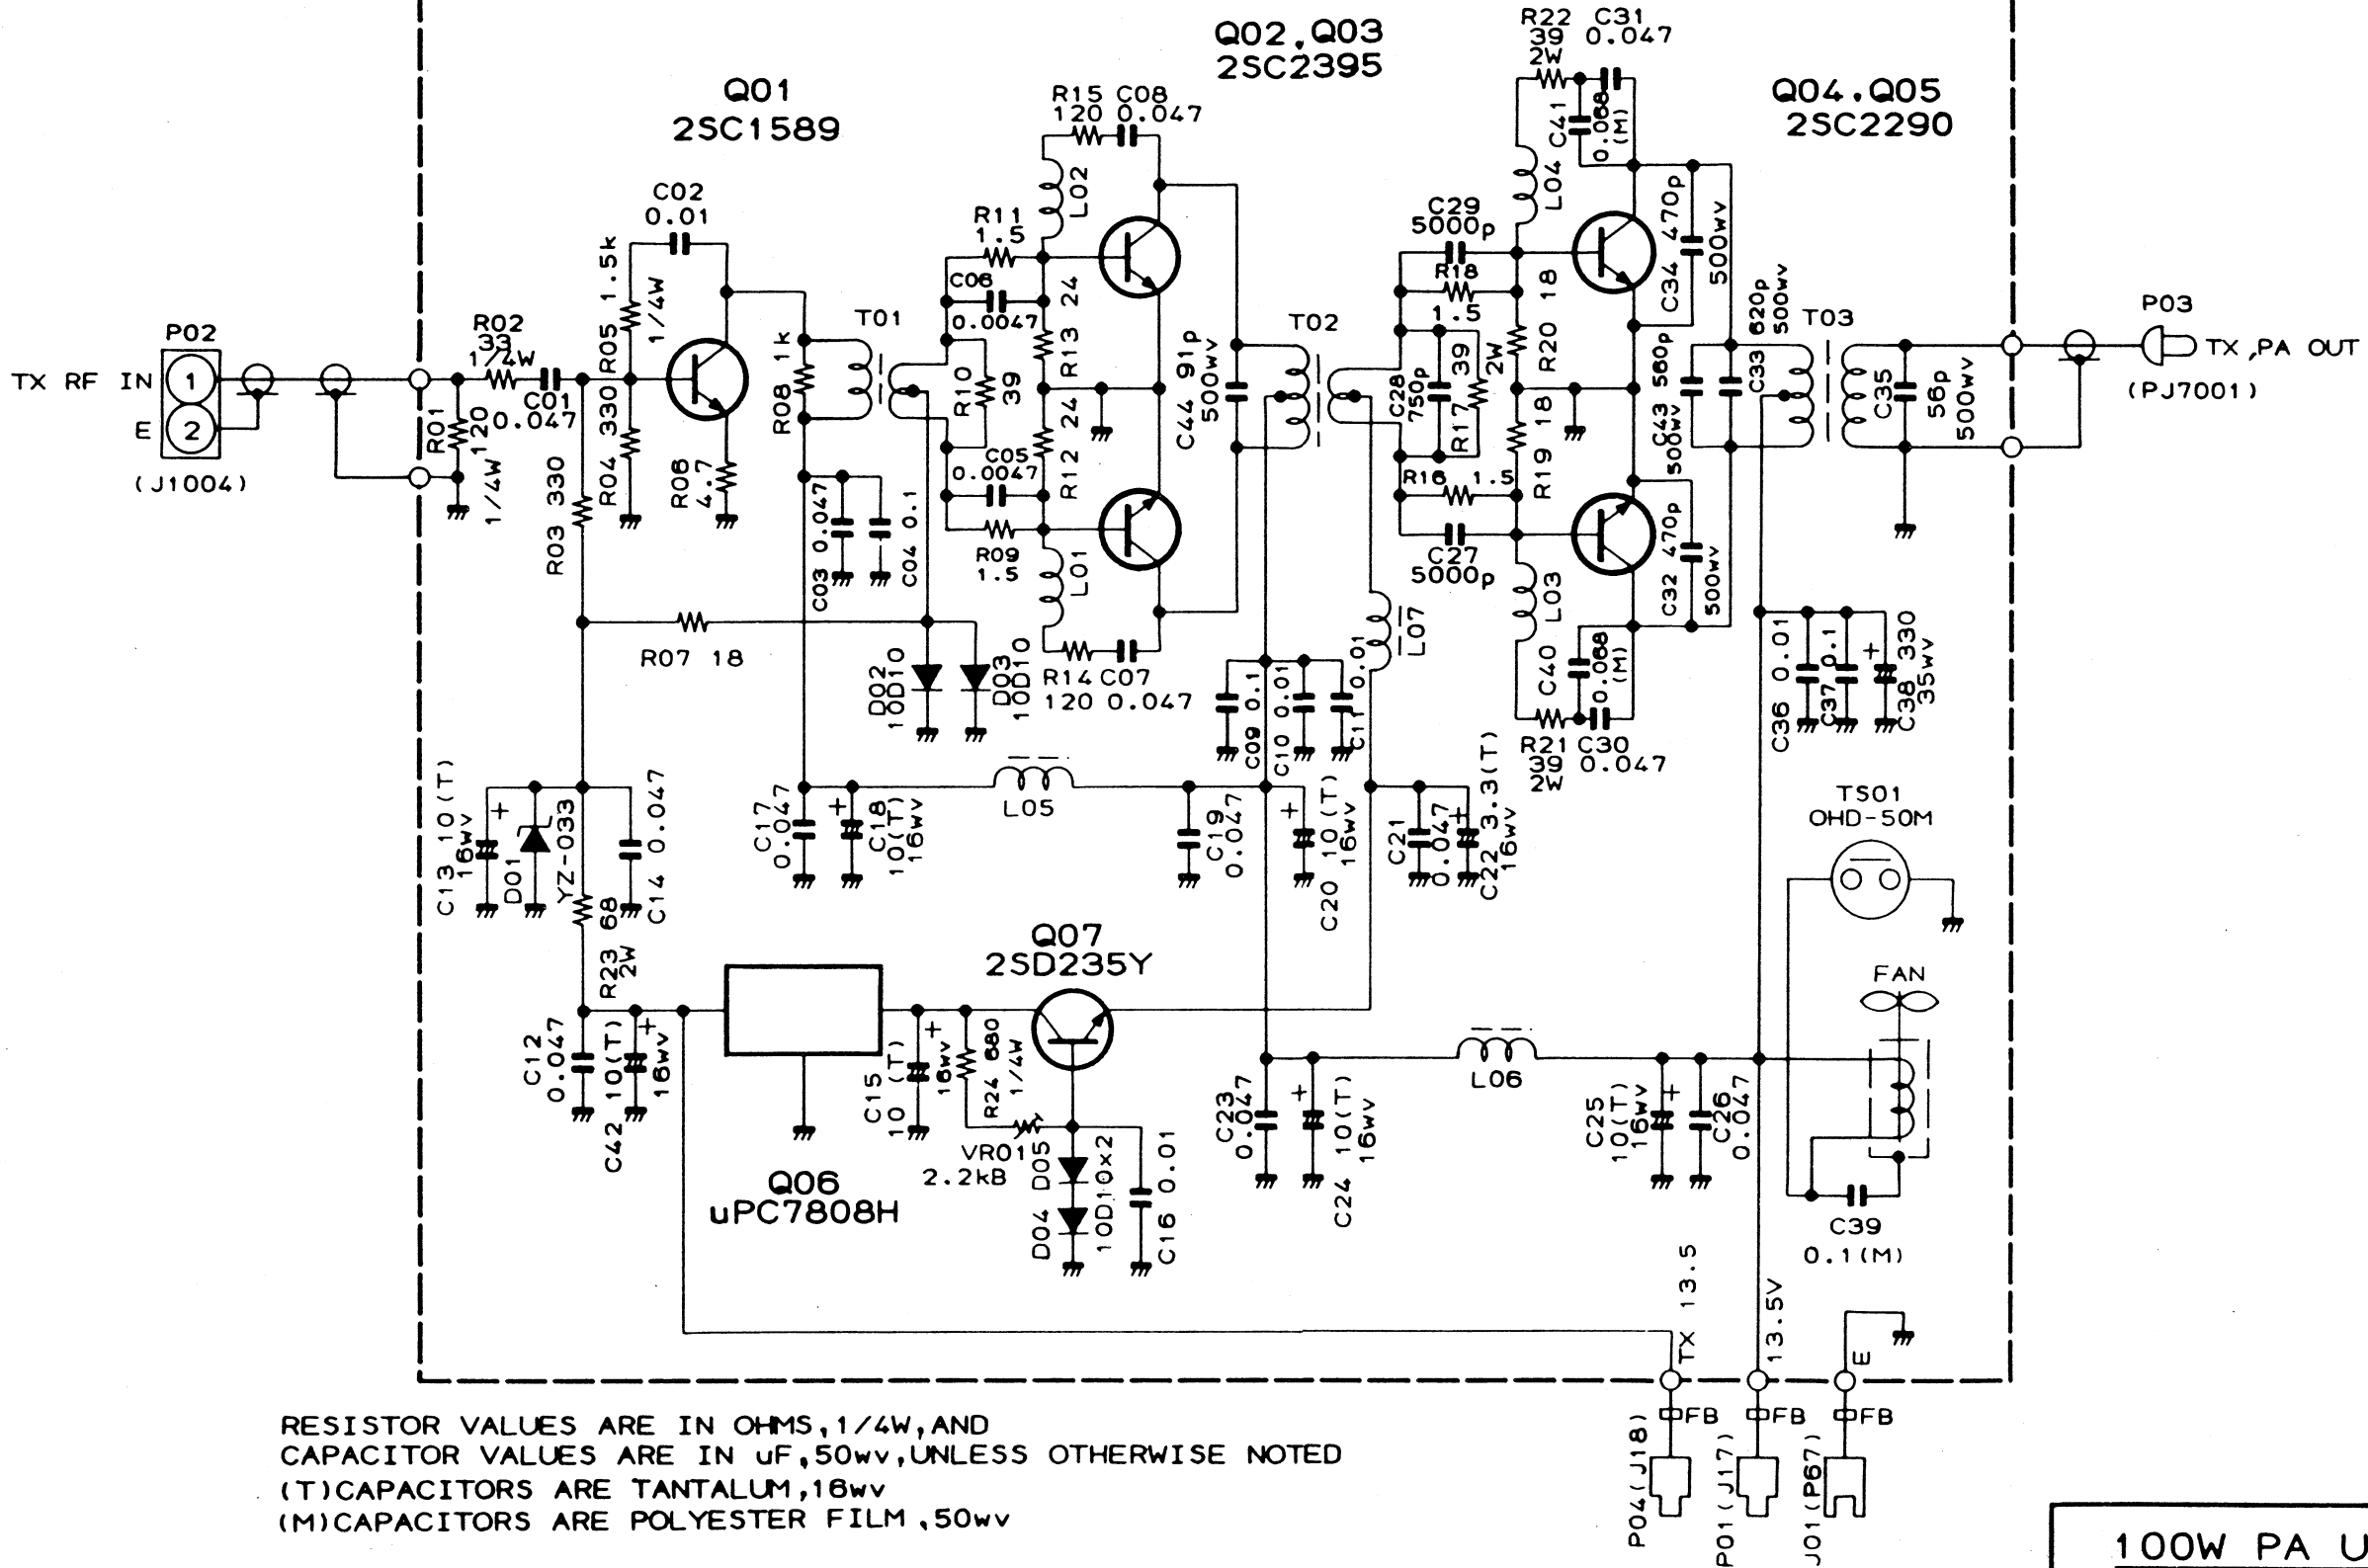 Q01
2SC1589
Q02,Q03
2SC2395
Q04.Q05
2SC2290
R22 C31
39 0.047
2W
R15 C08
120 0.047
C02
0.01
R05 1.5k
1/4W
L02
R11
1.5
C06
0.0047
R13 24
L04
C41
0.068
(M)
C29
5000p
R18
1.5
R20 18
C34 470p
500wv
P02
TX RF IN
1
E
2
(J1004)
R02
33
1/4W
C01
0.047
R01
120
1/4W
R03 330
R04 330
R06
4.7
R08 1k
T01
R10
39
C03 0.047
C04 0.1
C05
0.0047
R12 24
R09
1.5
L01
R14 C07
120 0.047
C44 91p
500wv
T02
C28
750p
R17 39
2W
R16 1.5
R19 18
C27
5000p
L03
C40
0.068
(M)
R21 C30
39 0.047
2W
C32 470p
500wv
C43 560p
500wv
C33
620p
500wv
T03
C35
56p
500wv
P03
TX,PA OUT
(PJ7001)
R07 18
D02
10D10
D03
10D10
C09 0.1
C10 0.01
C11 0.01
L07
C36 0.01
C37 0.1
+
C38 330
35wv
C13 10(T)
16wv
+
D01
YZ-033
C14 0.047
C17
0.047
+
C18
10(T)
16wv
L05
C19
0.047
+
C20 10(T)
16wv
C21
0.047
+
C22 3.3(T)
16wv
TS01
OHD-50M
FAN
R23 68
2W
C12
0.047
C42 10(T)
+
16wv
Q06
uPC7808H
Q07
2SD235Y
C15
10 (T)
+
16wv
R24 680
1/4W
VR01
2.2kB
D04 D05
10D10x2
C16 0.01
C23
0.047
+
C24 10(T)
16wv
L06
C25
10(T)
16wv
+
C26
0.047
C39
0.1(M)
TX 13.5
13.5V
E
FB
FB
FB
P04(J18)
P01(J17)
J01(P67)
RESISTOR VALUES ARE IN OHMS,1/4W,AND
CAPACITOR VALUES ARE IN uF,50wv,UNLESS OTHERWISE NOTED
(T)CAPACITORS ARE TANTALUM,16wv
(M)CAPACITORS ARE POLYESTER FILM,50wv
100W PA U